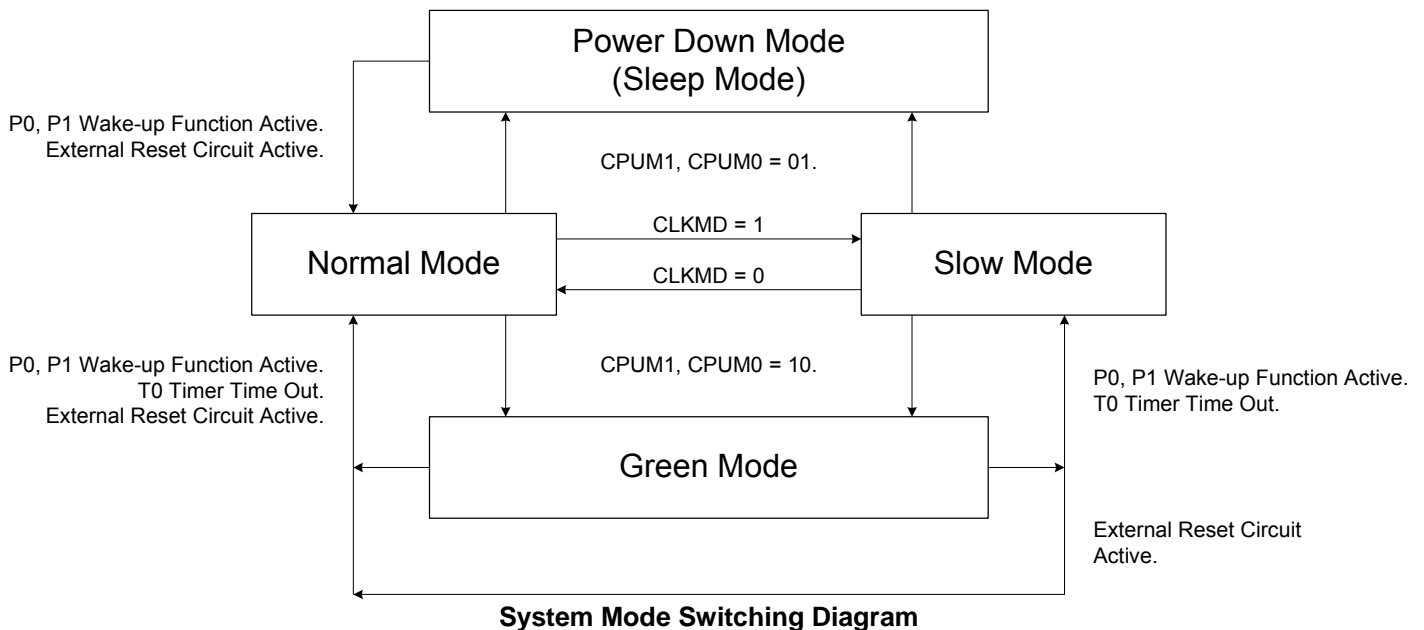 Power Down Mode
(Sleep Mode)
P0, P1 Wake-up Function Active.
External Reset Circuit Active.
CPUM1, CPUM0 = 01.
CLKMD = 1
Normal Mode
Slow Mode
CLKMD = 0
P0, P1 Wake-up Function Active.
T0 Timer Time Out.
External Reset Circuit Active.
CPUM1, CPUM0 = 10.
P0, P1 Wake-up Function Active.
T0 Timer Time Out.
Green Mode
External Reset Circuit
Active.
System Mode Switching Diagram